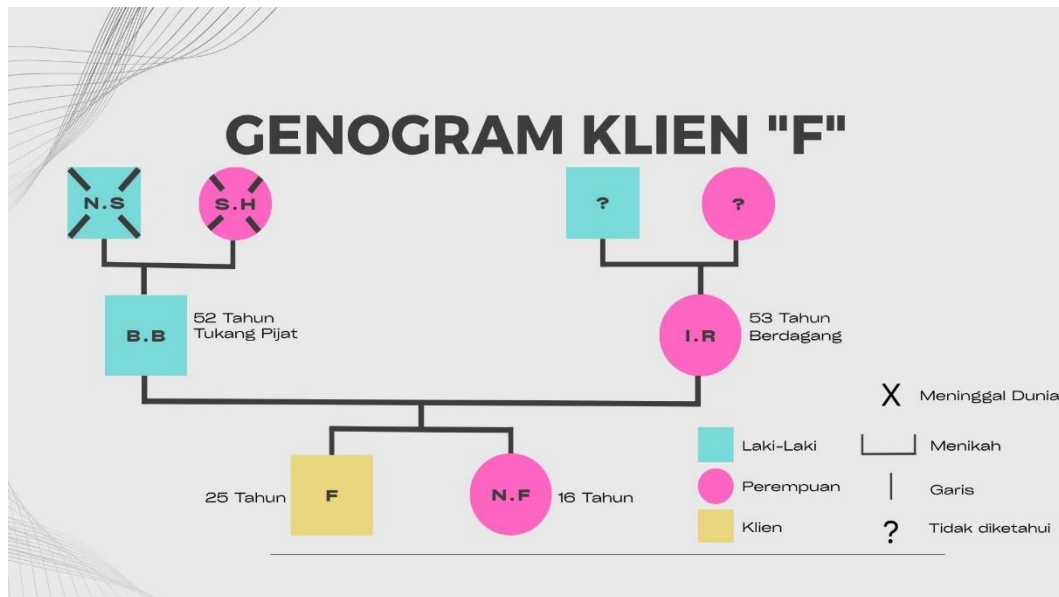 GENOGRAM KLIEN "F"
N.S
S.H
?
?
B.B
52 Tahun
Tukang Pijat
I.R
53 Tahun
Berdagang
25 Tahun
F
N.F
16 Tahun
X Meninggal Dunia
Laki-Laki
Menikah
Perempuan
Garis
Klien
? Tidak diketahui